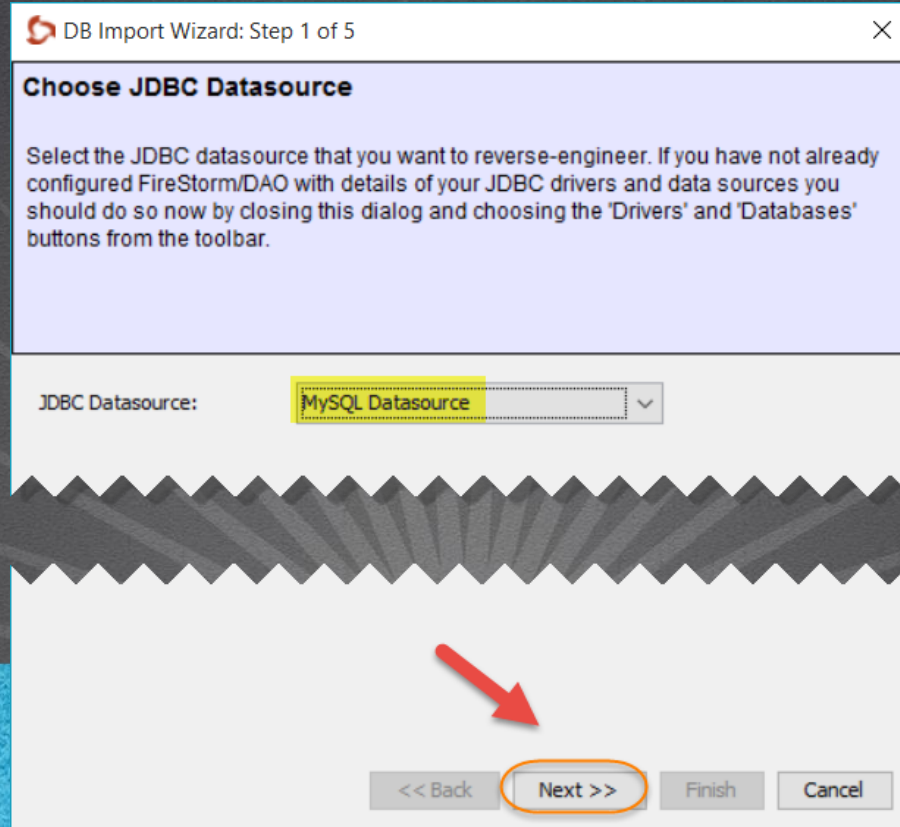 DB Import Wizard: Step 1 of 5
Choose JDBC Datasource
Select the JDBC datasource that you want to reverse-engineer. If you have not already
configured FireStorm/DAO with details of your JDBC drivers and data sources you
should do so now by closing this dialog and choosing the 'Drivers' and 'Databases'
buttons from the toolbar.
JDBC Datasource: MySQL Datasource
<< Back Next >> Finish Cancel